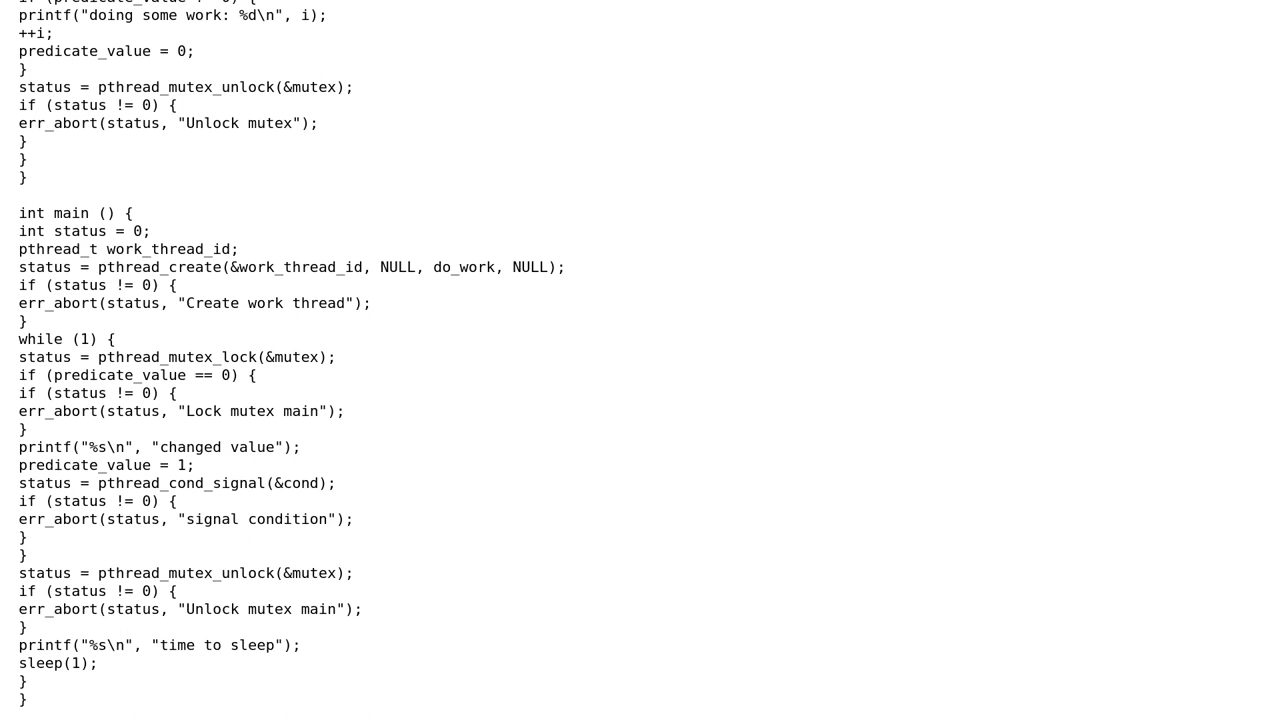 printf("doing some work: %d\n", i);
++i;
predicate_value = 0;
}
status = pthread_mutex_unlock(&mutex);
if (status != 0) {
err_abort(status, "Unlock mutex");
}
}
}

int main () {
int status = 0;
pthread_t work_thread_id;
status = pthread_create(&work_thread_id, NULL, do_work, NULL);
if (status != 0) {
err_abort(status, "Create work thread");
}
while (1) {
status = pthread_mutex_lock(&mutex);
if (predicate_value == 0) {
if (status != 0) {
err_abort(status, "Lock mutex main");
}
printf("%s\n", "changed value");
predicate_value = 1;
status = pthread_cond_signal(&cond);
if (status != 0) {
err_abort(status, "signal condition");
}
}
status = pthread_mutex_unlock(&mutex);
if (status != 0) {
err_abort(status, "Unlock mutex main");
}
printf("%s\n", "time to sleep");
sleep(1);
}
}